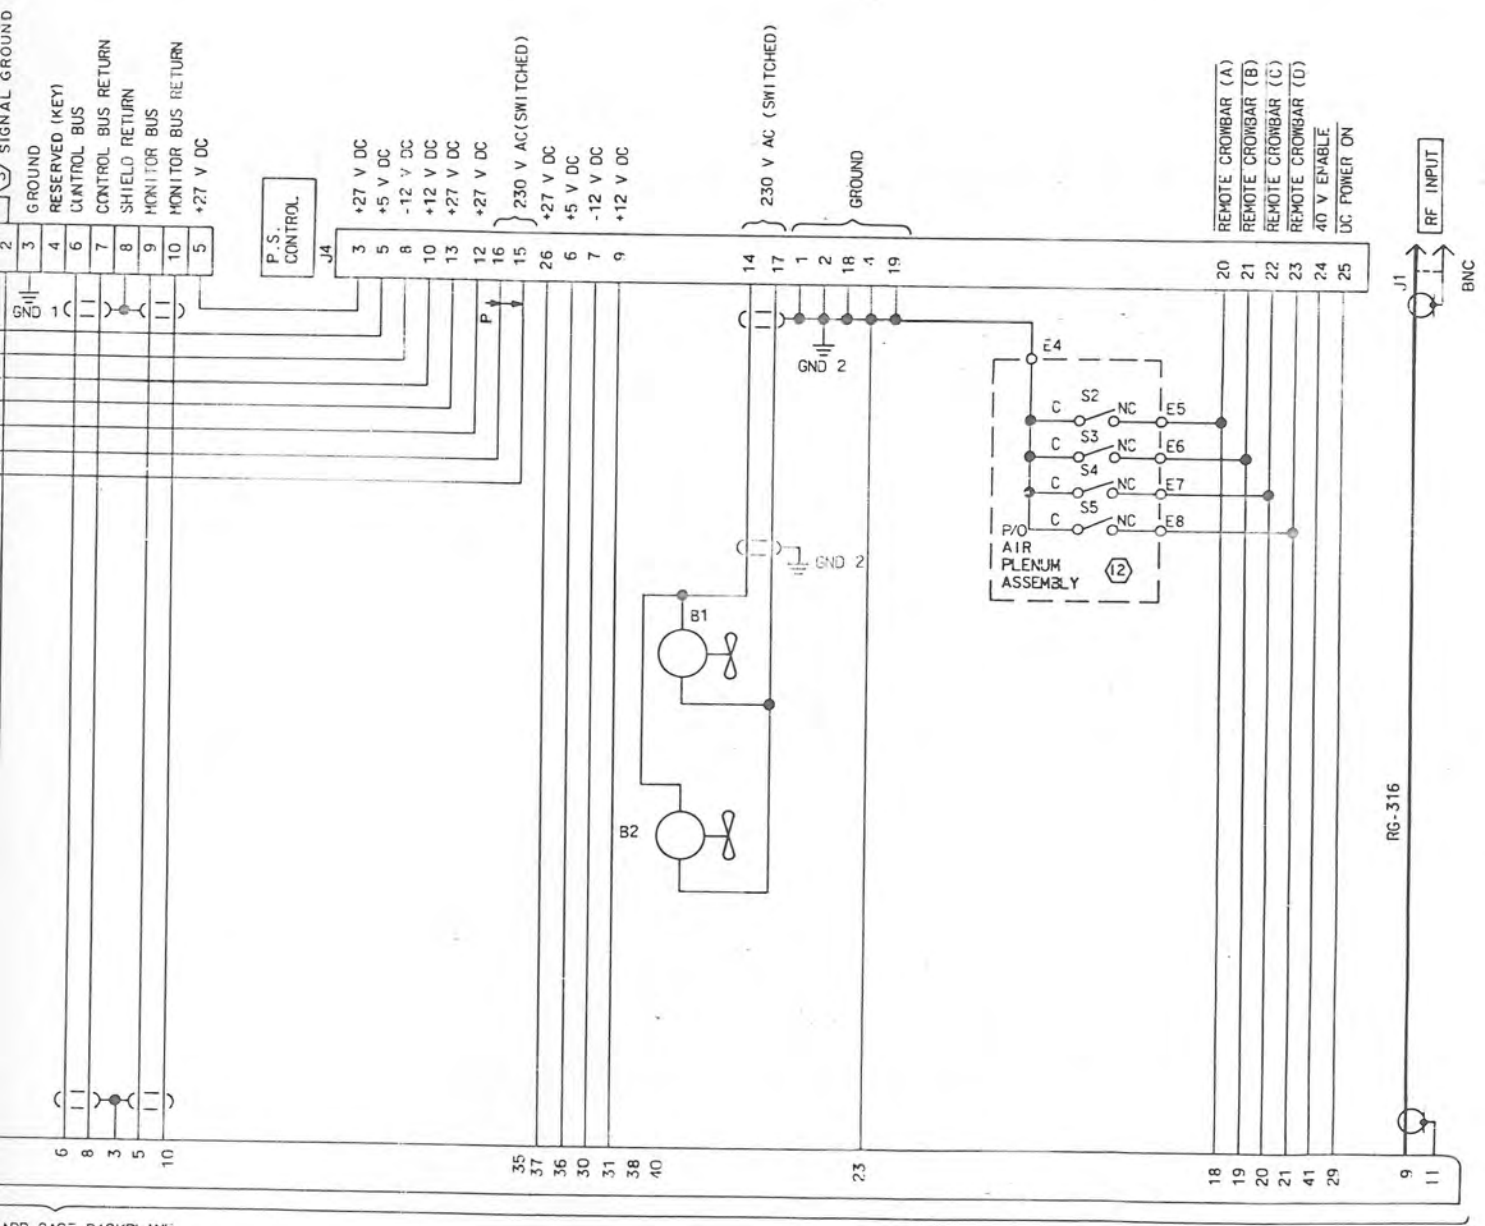 3 SIGNAL GROUND
2
GROUND
3
RESERVED (KEY)
4
CONTROL BUS
6
CONTROL BUS RETURN
7
SHIELD RETURN
8
MONITOR BUS
9
MONITOR BUS RETURN
10
+27 V DC
5
GND 1
P.S.
CONTROL
J4
+27 V DC
3
+5 V DC
5
-12 V DC
8
+12 V DC
10
+27 V DC
13
+27 V DC
12
230 V AC(SWITCHED)
16
15
+27 V DC
26
+5 V DC
6
-12 V DC
7
+12 V DC
9
P
230 V AC (SWITCHED)
14
17
GROUND
1
2
18
4
19
GND 2
REMOTE CROWBAR (A)
20
REMOTE CROWBAR (B)
21
REMOTE CROWBAR (C)
22
REMOTE CROWBAR (D)
23
40 V ENABLE
24
DC POWER ON
25
RF INPUT
J1
BNC
E4
C S2 NC E5
C S3 NC E6
C S4 NC E7
C S5 NC E8
P/O
AIR
PLENUM
ASSEMBLY
12
GND 2
B1
B2
RG-316
6
8
3
5
10
35
37
36
30
31
38
40
23
18
19
20
21
41
29
9
11